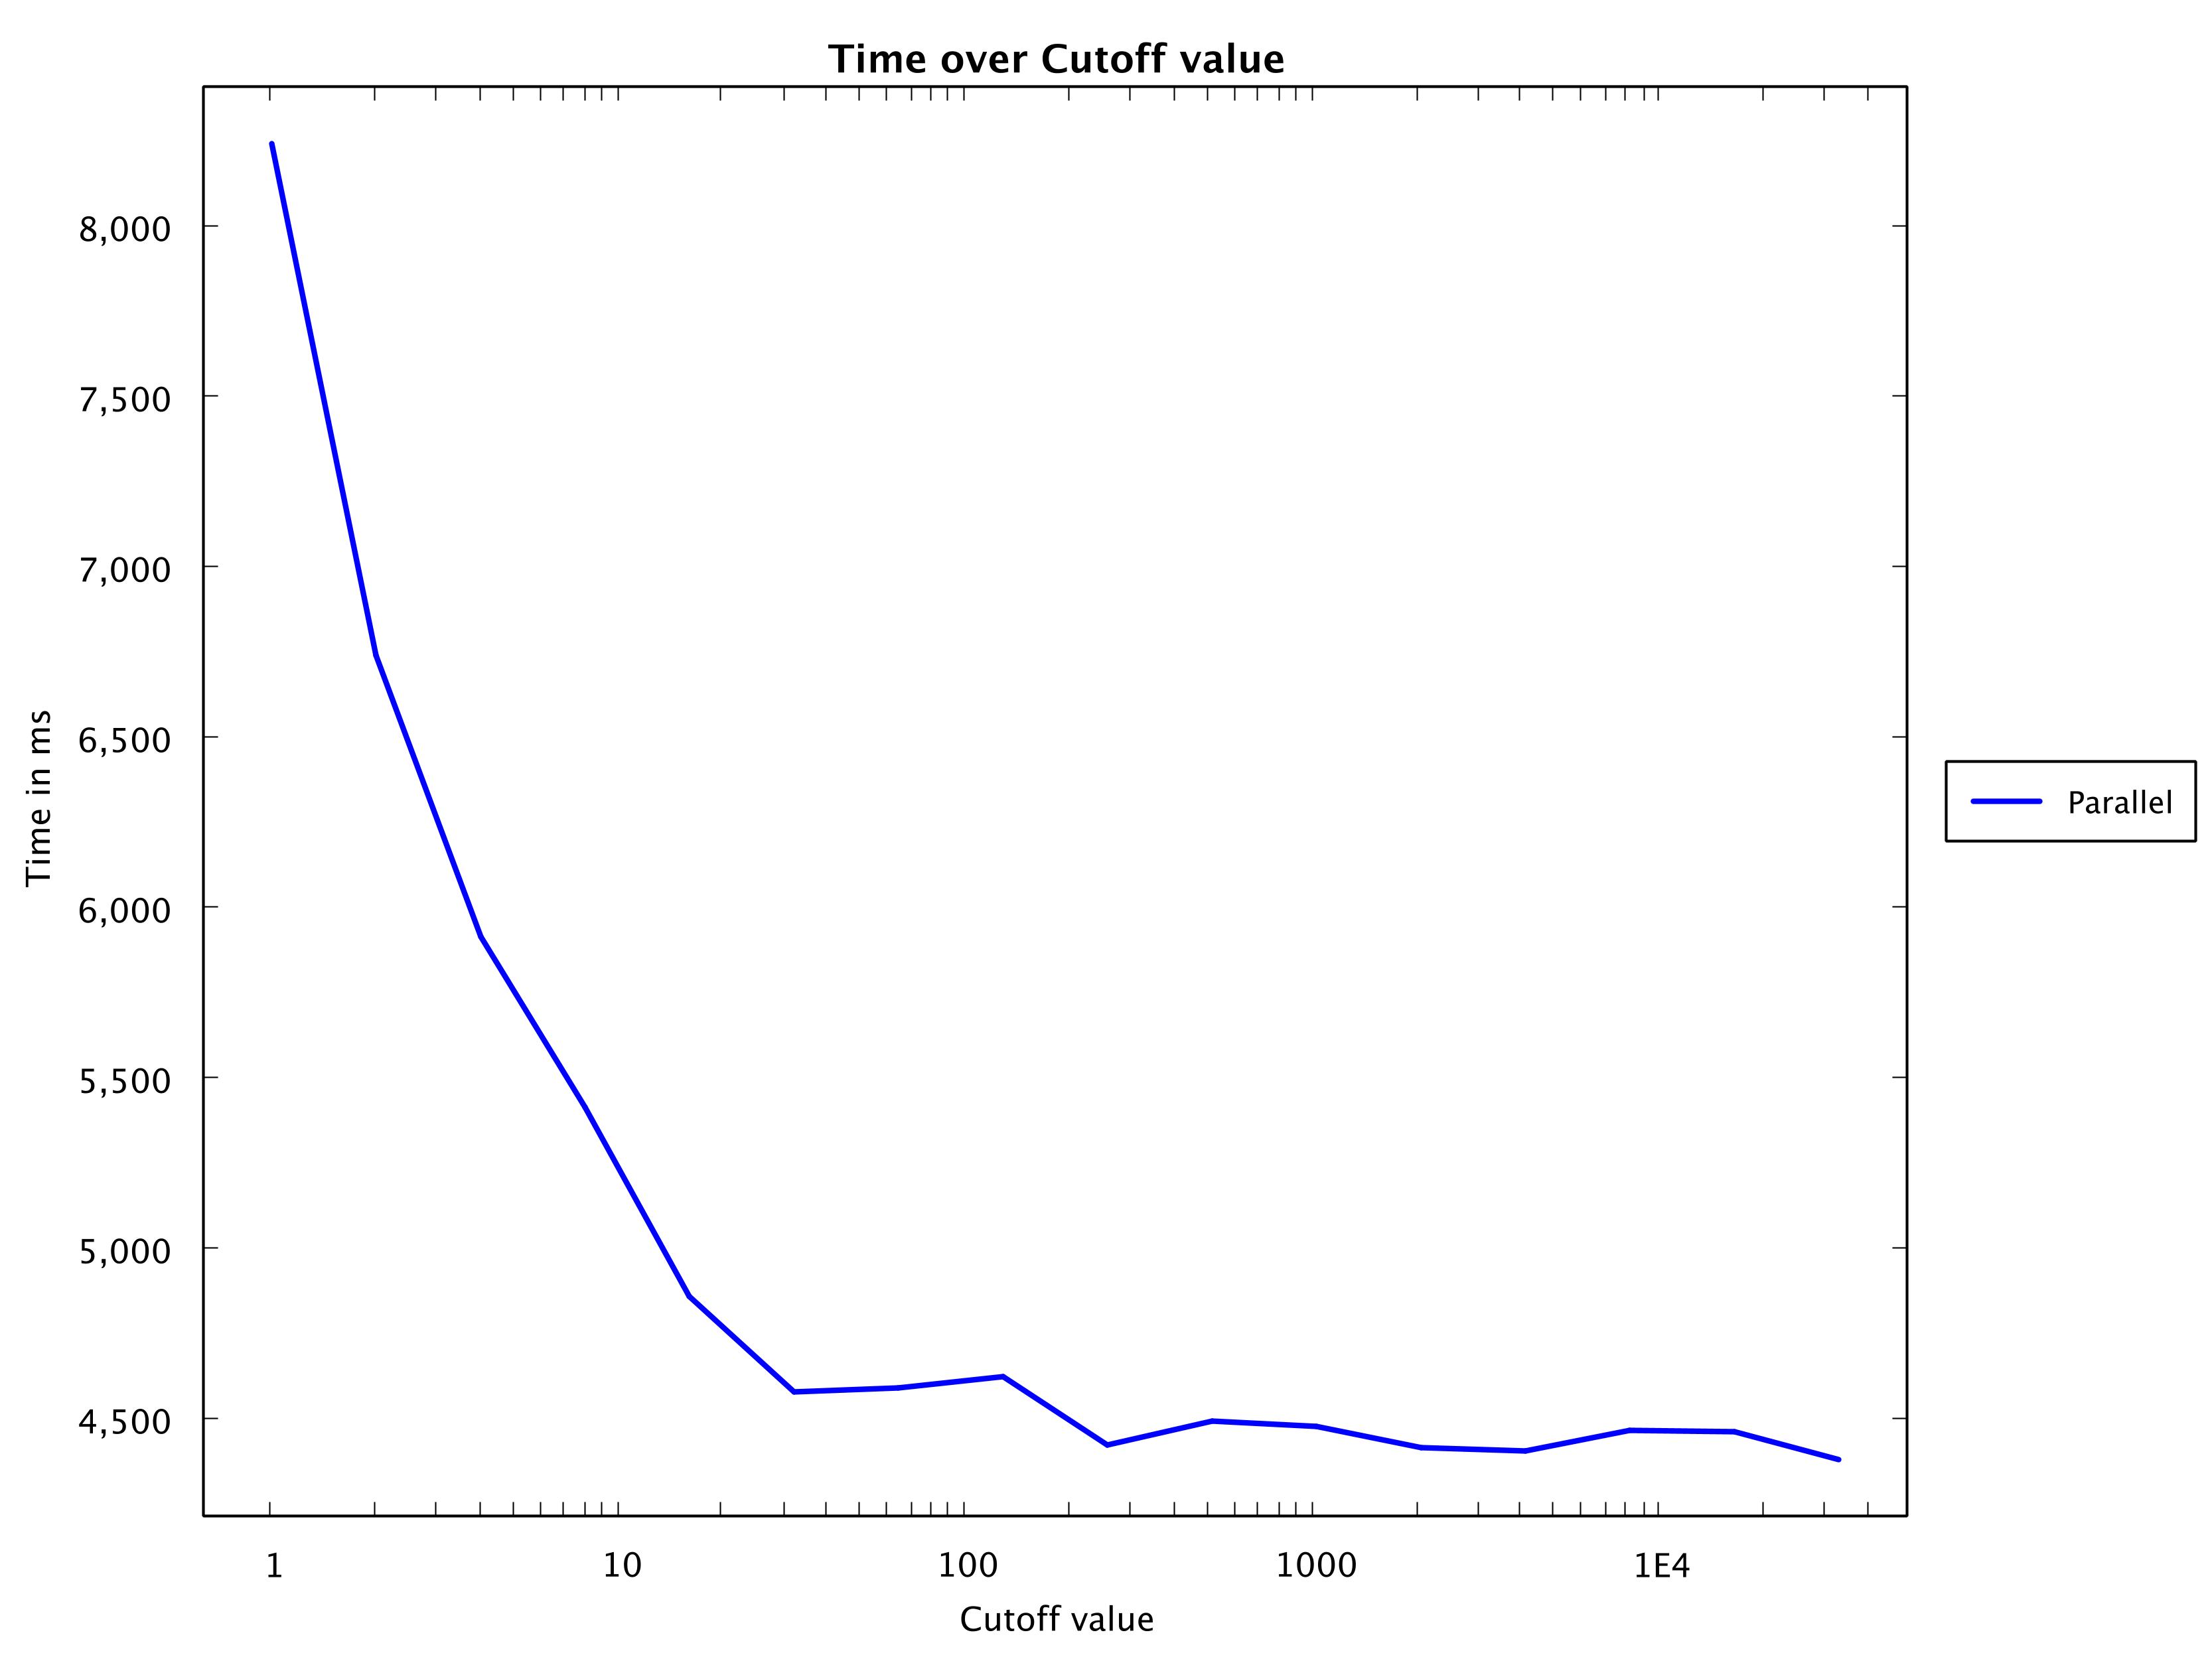 Time over Cutoff value
8,000
7,500
7,000
6,500
6,000
5,500
5,000
4,500
Time in ms
Parallel
1 10 100 1000 1E4
Cutoff value